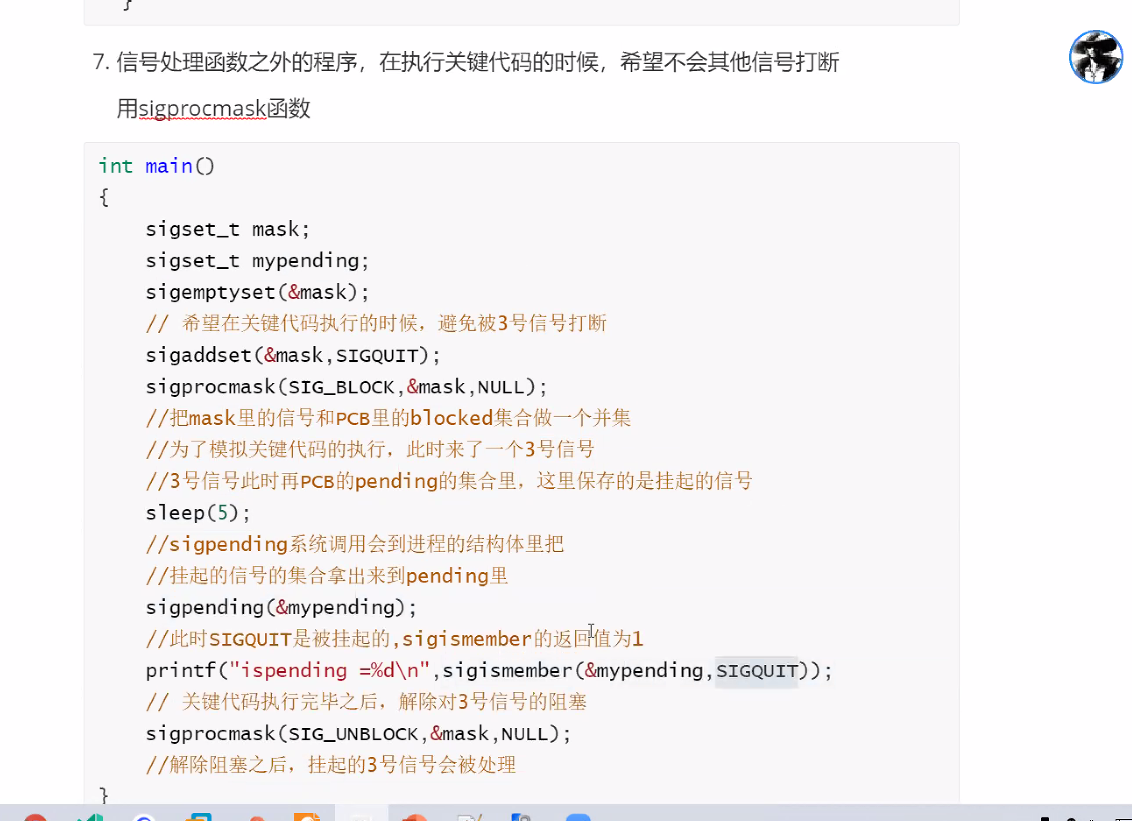 }
7. 信号处理函数之外的程序，在执行关键代码的时候，希望不会其他信号打断
用sigprocmask函数
int main()
{
    sigset_t mask;
    sigset_t mypending;
    sigemptyset(&mask);
    // 希望在关键代码执行的时候，避免被3号信号打断
    sigaddset(&mask,SIGQUIT);
    sigprocmask(SIG_BLOCK,&mask,NULL);
    //把mask里的信号和PCB里的blocked集合做一个并集
    //为了模拟关键代码的执行，此时来了一个3号信号
    //3号信号此时再PCB的pending的集合里，这里保存的是挂起的信号
    sleep(5);
    //sigpending系统调用会到进程的结构体里把
    //挂起的信号的集合拿出来到pending里
    sigpending(&mypending);
    //此时SIGQUIT是被挂起的,sigismember的返回值为1
    printf("ispending =%d\n",sigismember(&mypending,SIGQUIT));
    // 关键代码执行完毕之后，解除对3号信号的阻塞
    sigprocmask(SIG_UNBLOCK,&mask,NULL);
    //解除阻塞之后，挂起的3号信号会被处理
}